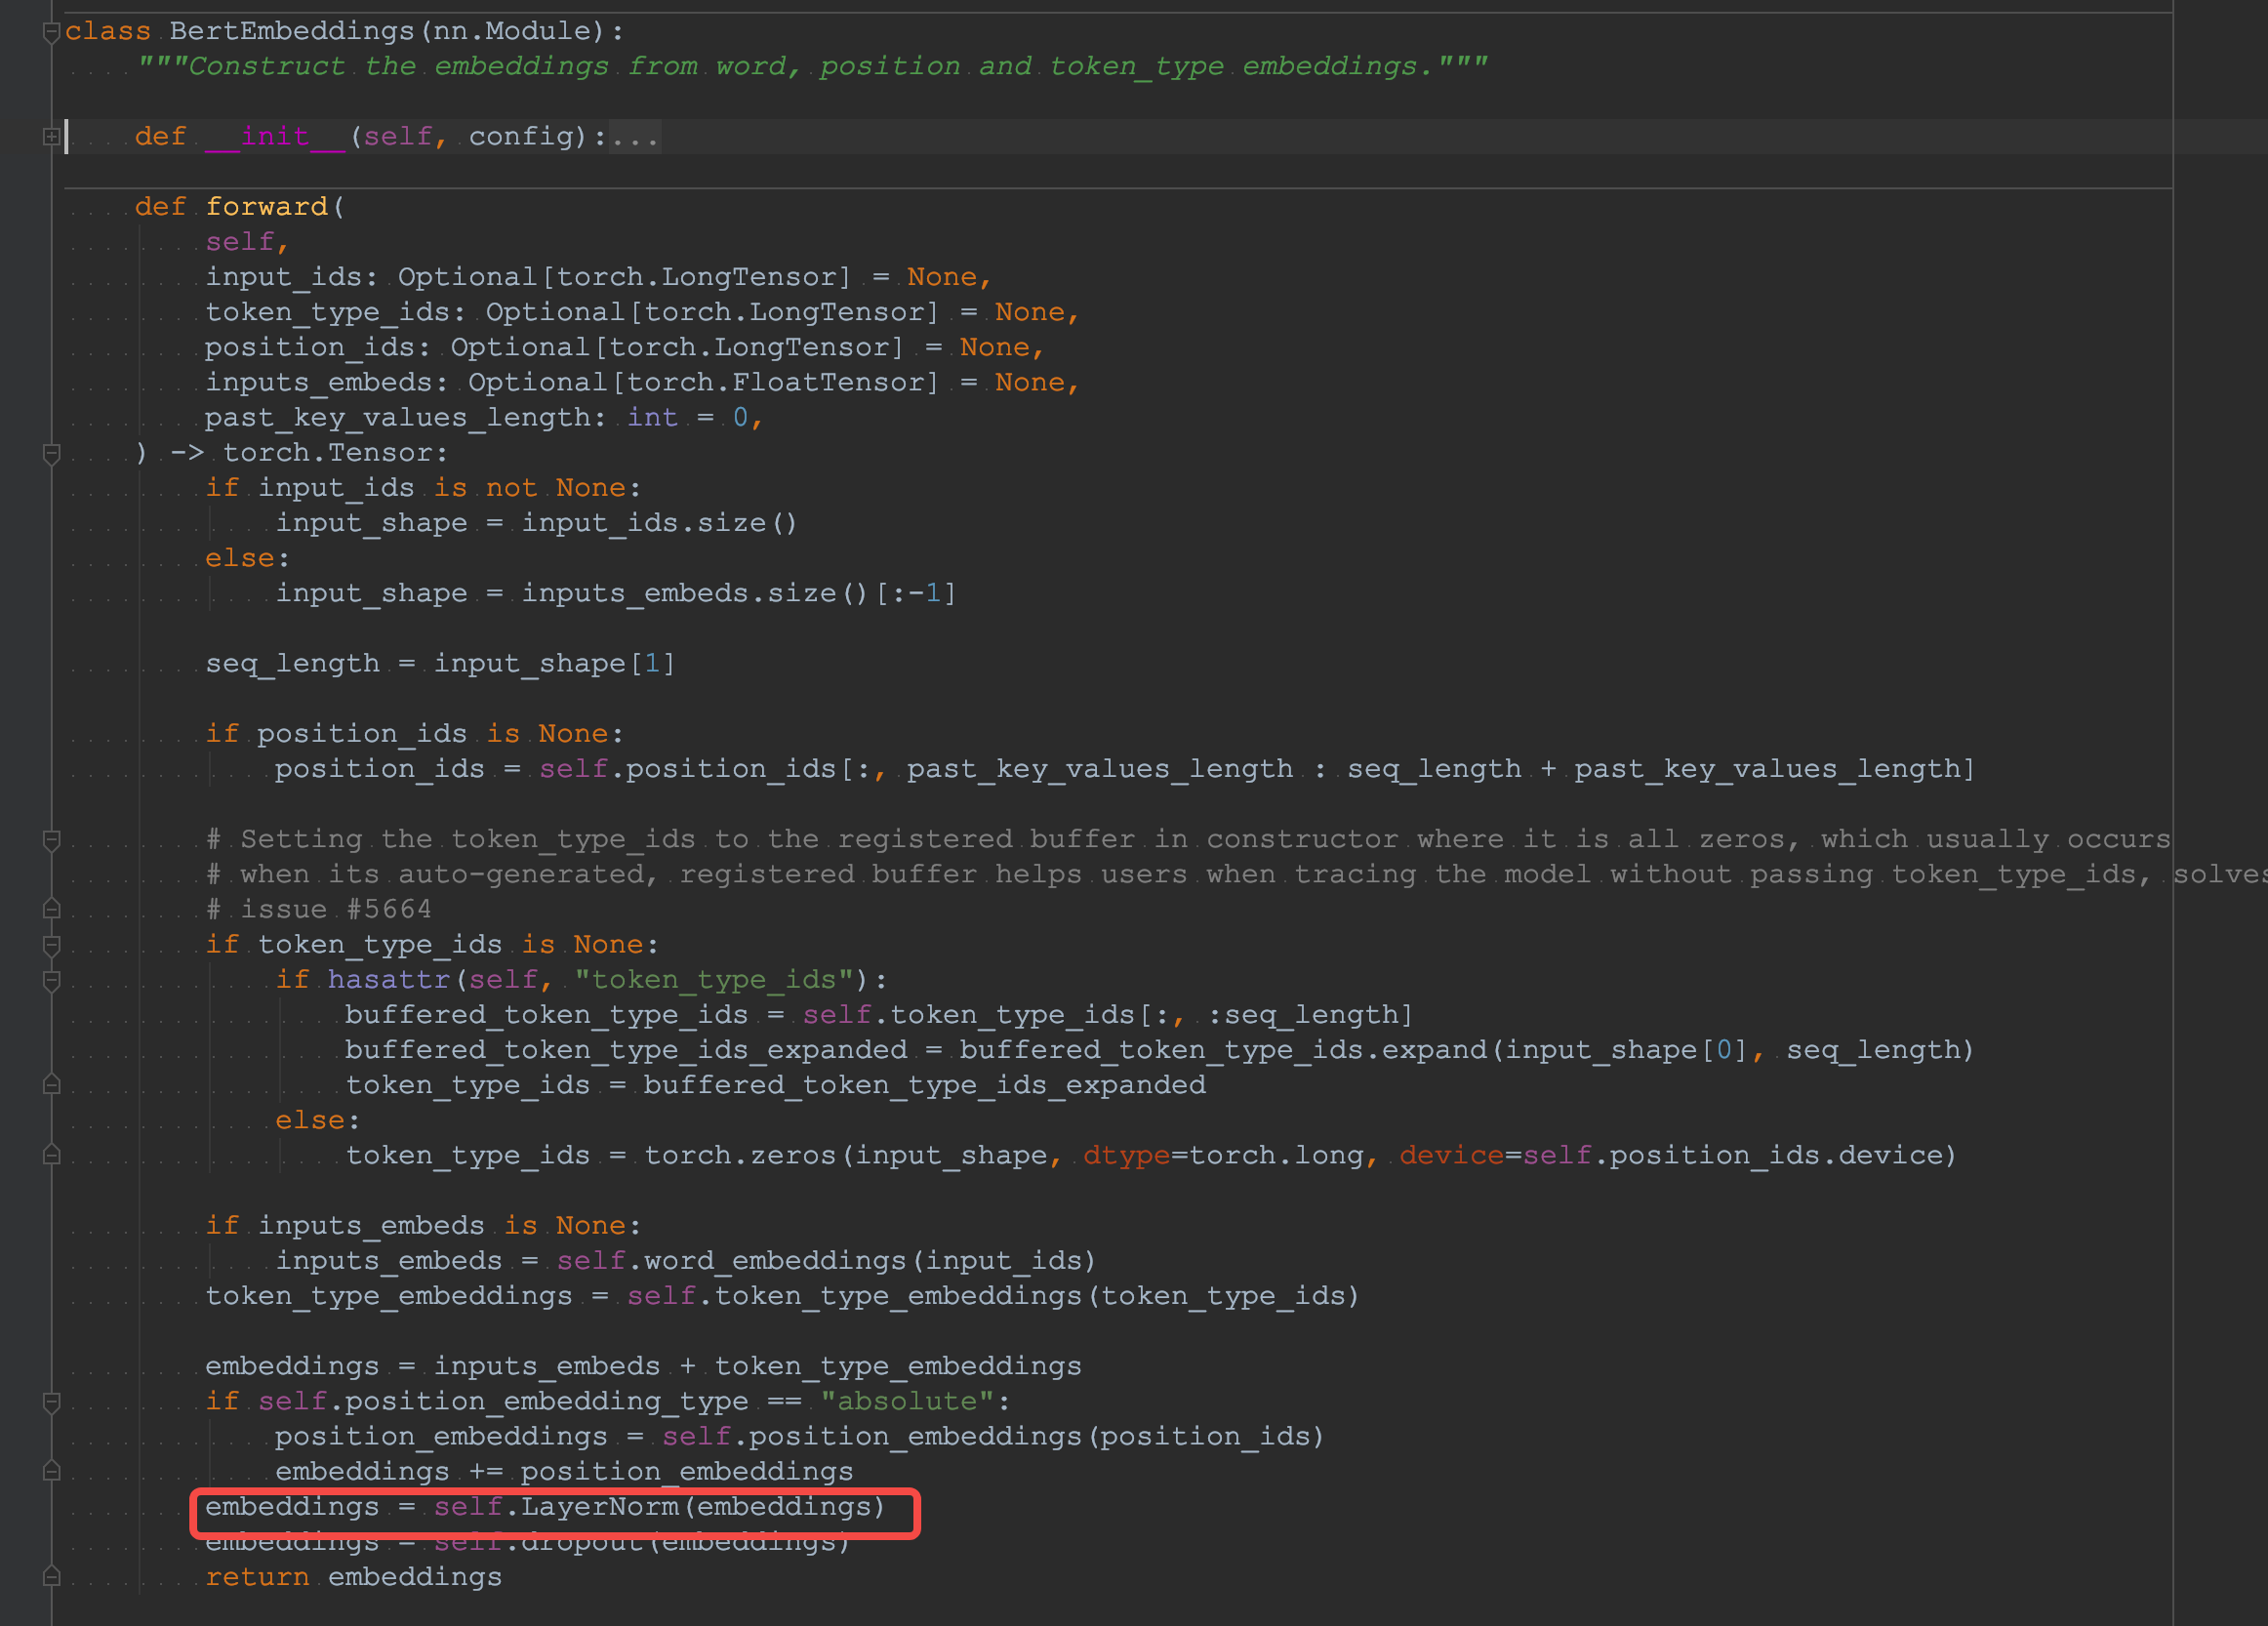 class BertEmbeddings(nn.Module):
"""Construct the embeddings from word, position and token_type embeddings."""
def __init__(self, config):...
def forward(
self,
input_ids: Optional[torch.LongTensor] = None,
token_type_ids: Optional[torch.LongTensor] = None,
position_ids: Optional[torch.LongTensor] = None,
inputs_embeds: Optional[torch.FloatTensor] = None,
past_key_values_length: int = 0,
) -> torch.Tensor:
if input_ids is not None:
input_shape = input_ids.size()
else:
input_shape = inputs_embeds.size()[:-1]
seq_length = input_shape[1]
if position_ids is None:
position_ids = self.position_ids[:, past_key_values_length : seq_length + past_key_values_length]
# Setting the token_type_ids to the registered buffer in constructor where it is all zeros, which usually occurs
# when its auto-generated, registered buffer helps users when tracing the model without passing token_type_ids, solves
# issue #5664
if token_type_ids is None:
if hasattr(self, "token_type_ids"):
buffered_token_type_ids = self.token_type_ids[:, :seq_length]
buffered_token_type_ids_expanded = buffered_token_type_ids.expand(input_shape[0], seq_length)
token_type_ids = buffered_token_type_ids_expanded
else:
token_type_ids = torch.zeros(input_shape, dtype=torch.long, device=self.position_ids.device)
if inputs_embeds is None:
inputs_embeds = self.word_embeddings(input_ids)
token_type_embeddings = self.token_type_embeddings(token_type_ids)
embeddings = inputs_embeds + token_type_embeddings
if self.position_embedding_type == "absolute":
position_embeddings = self.position_embeddings(position_ids)
embeddings += position_embeddings
embeddings = self.LayerNorm(embeddings)
embeddings = self.dropout(embeddings)
return embeddings